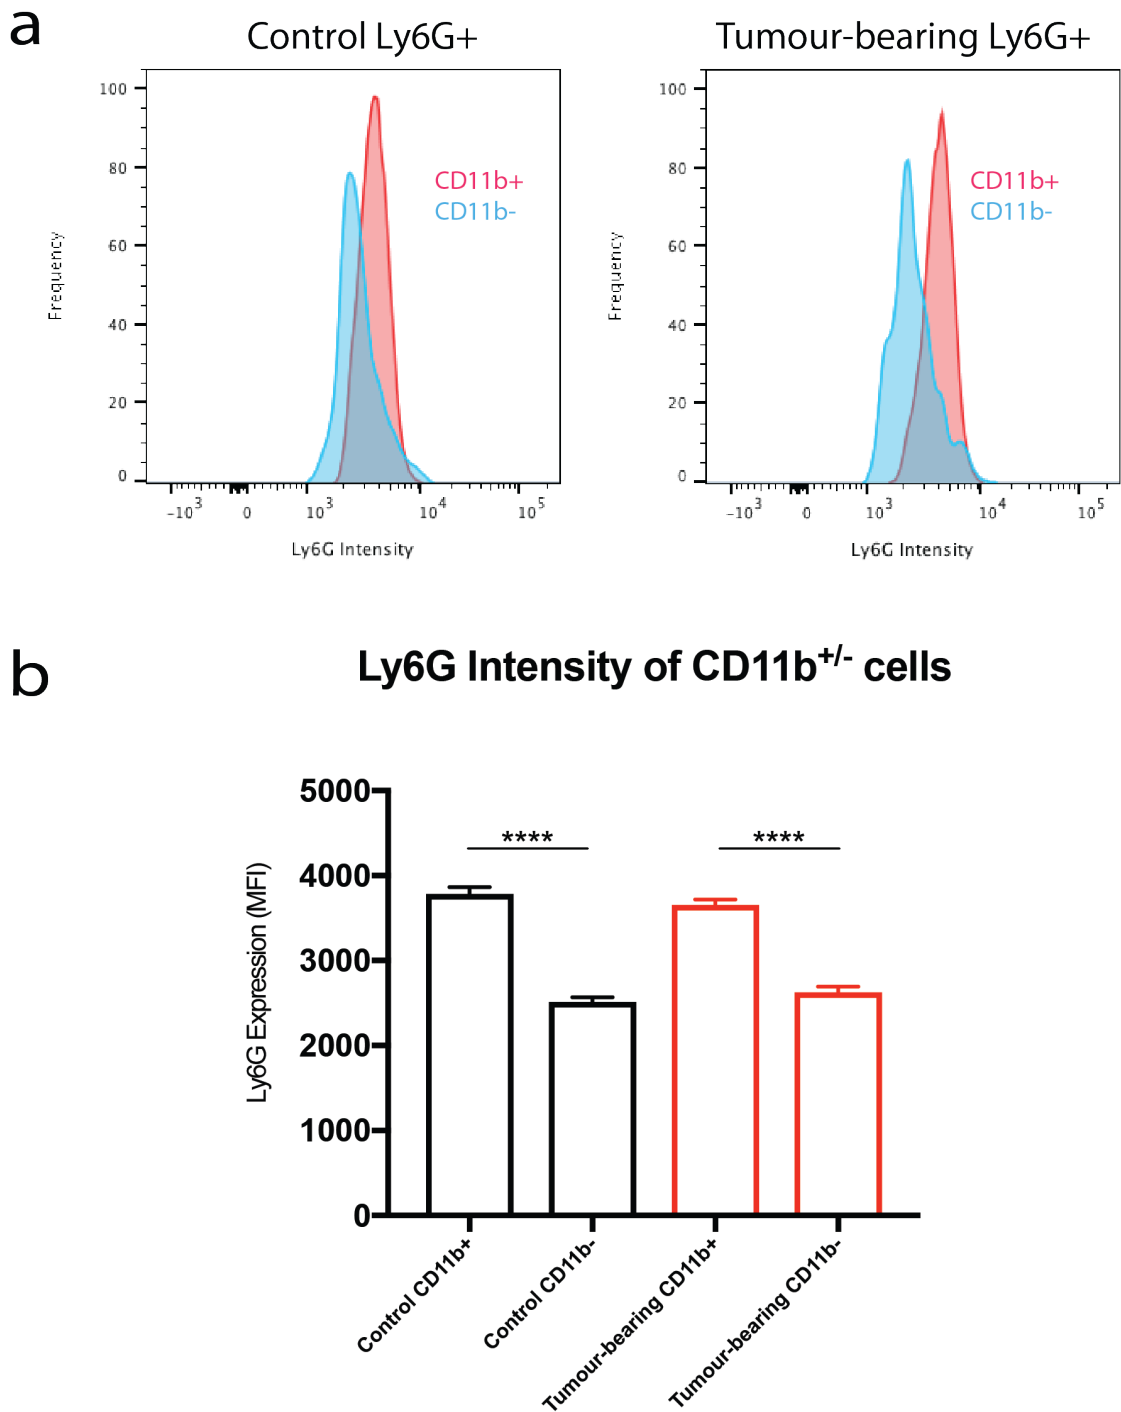 a
Control Ly6G+
Tumour-bearing Ly6G+
100
80
60
40
20
0
Frequency
CD11b+
CD11b-
-10³
0
10³
10⁴
10⁵
Ly6G Intensity
100
80
60
40
20
0
Frequency
CD11b+
CD11b-
-10³
0
10³
10⁴
10⁵
Ly6G Intensity
b
Ly6G Intensity of CD11b⁺/⁻ cells
5000
4000
3000
2000
1000
0
Ly6G Expression (MFI)
****
****
Control CD11b+
Control CD11b-
Tumour-bearing CD11b+
Tumour-bearing CD11b-